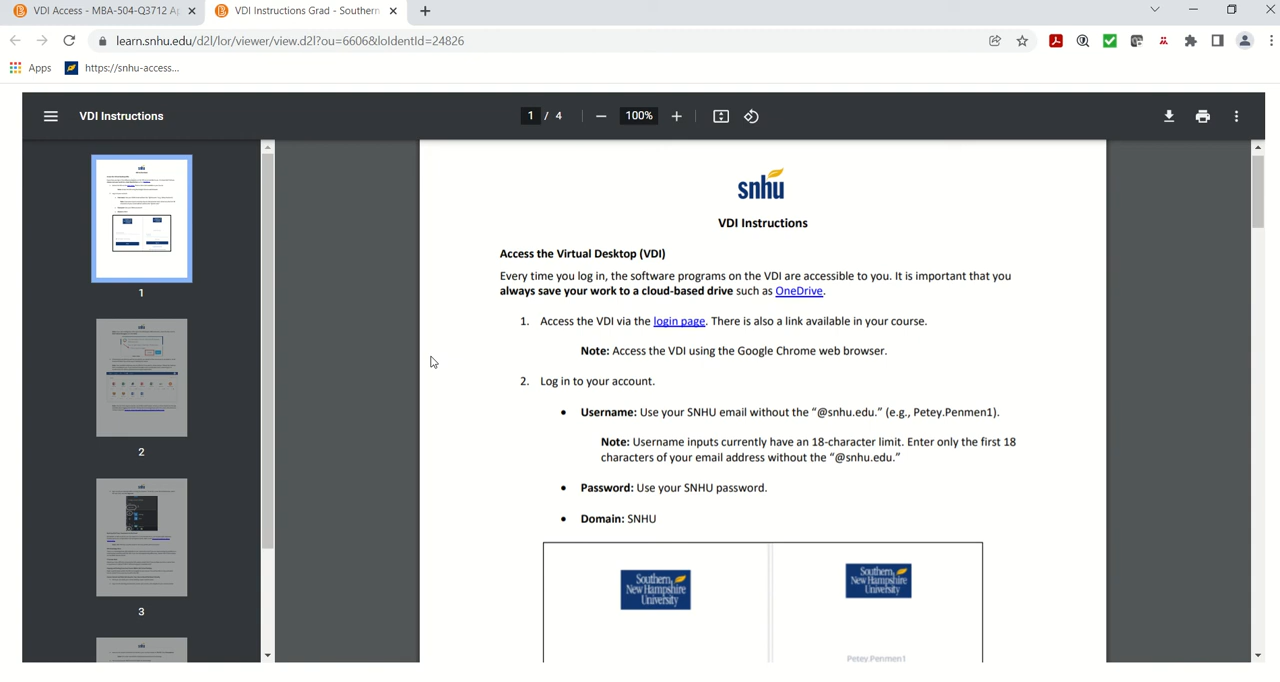 VDI Access - MBA-504-Q3712 Ap
VDI Instructions Grad - Southern
learn.snhu.edu/d2l/lor/viewer/view.d2l?ou=6606&loIdentId=24826
Apps
https://snhu-access...
VDI Instructions
1 / 4
100%
1
2
3
snhu
VDI Instructions
Access the Virtual Desktop (VDI)
Every time you log in, the software programs on the VDI are accessible to you. It is important that you
always save your work to a cloud-based drive such as OneDrive.
1. Access the VDI via the login page. There is also a link available in your course.
Note: Access the VDI using the Google Chrome web browser.
2. Log in to your account.
• Username: Use your SNHU email without the “@snhu.edu.” (e.g., Petey.Penmen1).
Note: Username inputs currently have an 18-character limit. Enter only the first 18
characters of your email address without the “@snhu.edu.”
• Password: Use your SNHU password.
• Domain: SNHU
Southern
New Hampshire
University
Southern
New Hampshire
University
Petey.Penmen1